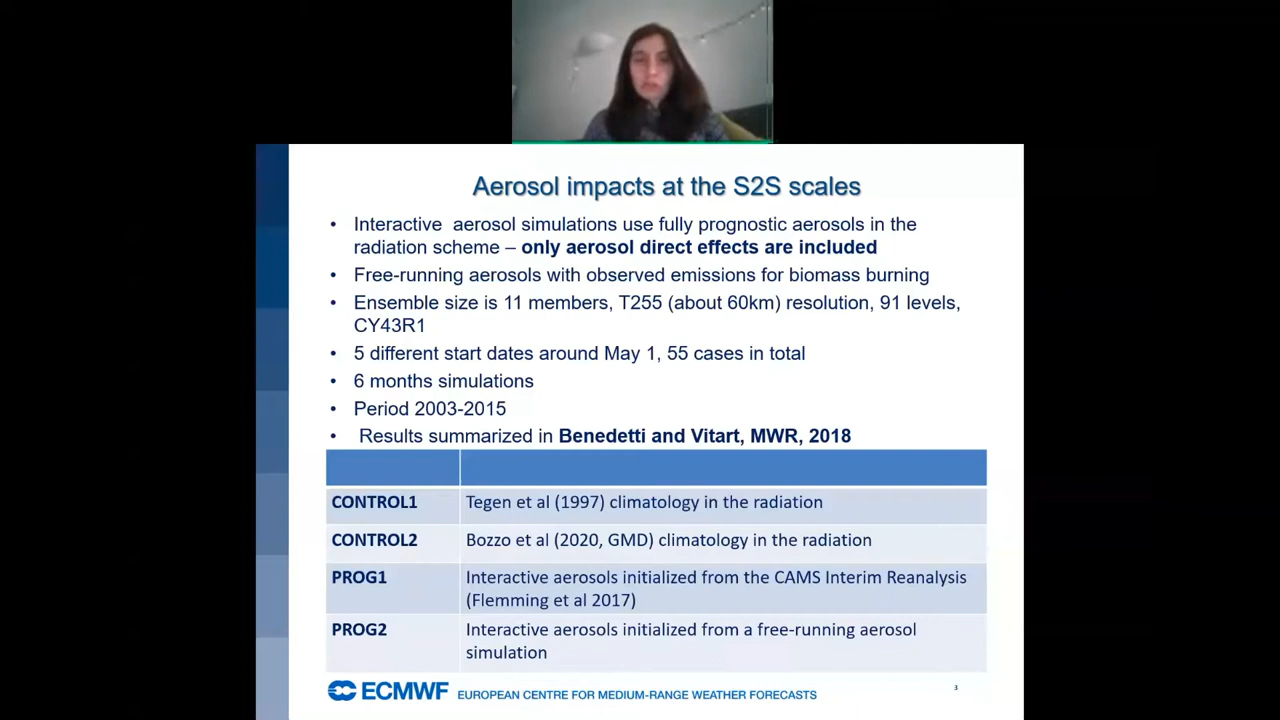 Aerosol impacts at the S2S scales
• Interactive aerosol simulations use fully prognostic aerosols in the
radiation scheme – only aerosol direct effects are included
• Free-running aerosols with observed emissions for biomass burning
• Ensemble size is 11 members, T255 (about 60km) resolution, 91 levels,
CY43R1
• 5 different start dates around May 1, 55 cases in total
• 6 months simulations
• Period 2003-2015
• Results summarized in Benedetti and Vitart, MWR, 2018
CONTROL1 Tegen et al (1997) climatology in the radiation
CONTROL2 Bozzo et al (2020, GMD) climatology in the radiation
PROG1 Interactive aerosols initialized from the CAMS Interim Reanalysis
(Flemming et al 2017)
PROG2 Interactive aerosols initialized from a free-running aerosol
simulation
ECMWF EUROPEAN CENTRE FOR MEDIUM-RANGE WEATHER FORECASTS 3